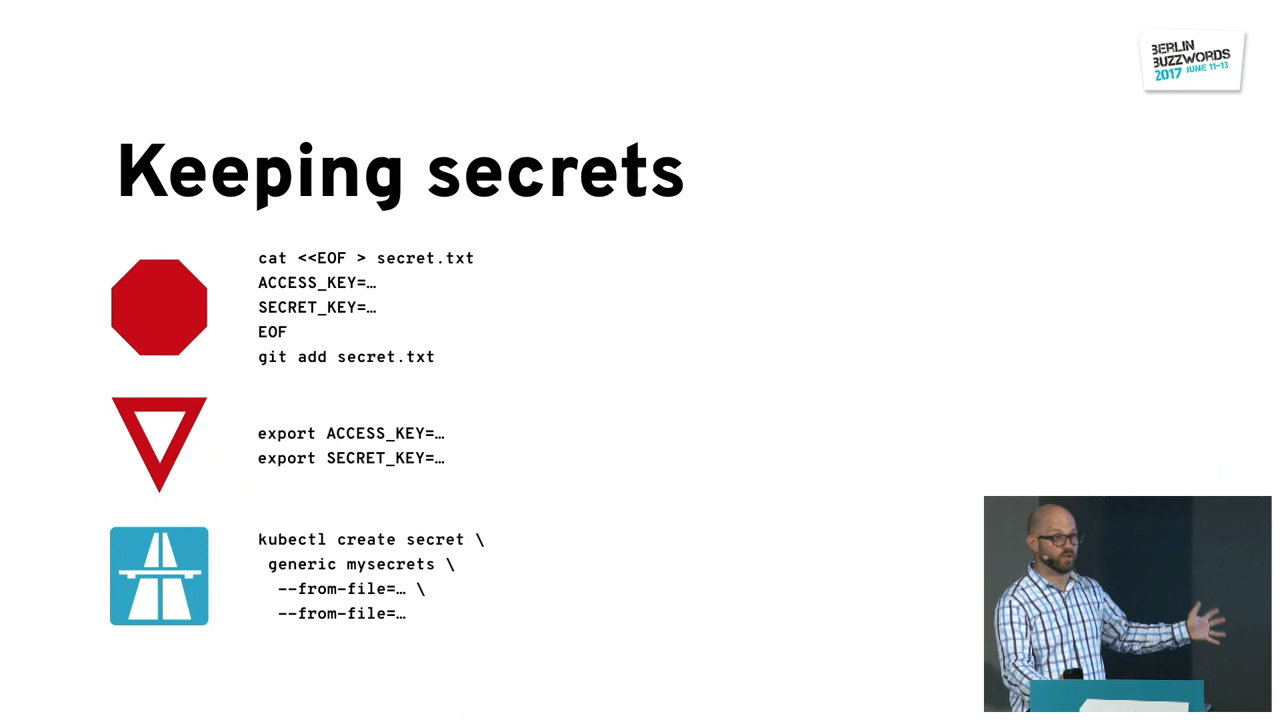 BERLIN
BUZZWORDS
2017 JUNE 11-13
Keeping secrets
cat <<EOF > secret.txt
ACCESS_KEY=…
SECRET_KEY=…
EOF
git add secret.txt
export ACCESS_KEY=…
export SECRET_KEY=…
kubectl create secret \
generic mysecrets \
--from-file=… \
--from-file=…